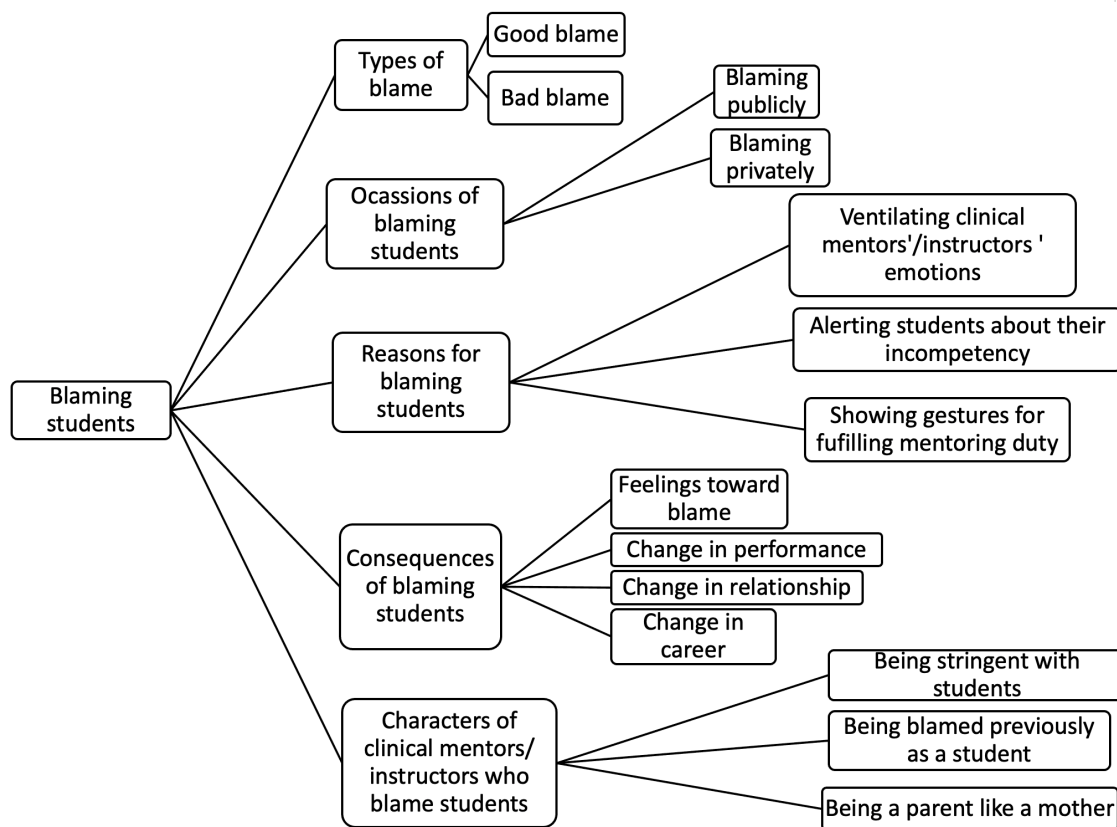 Blaming
students
Types of
blame
Good blame
Bad blame
Ocassions of
blaming
students
Blaming
publicly
Blaming
privately
Reasons for
blaming
students
Ventilating clinical
mentors'/instructors '
emotions
Alerting students about their
incompetency
Showing gestures for
fufilling mentoring duty
Consequences
of blaming
students
Feelings toward
blame
Change in performance
Change in relationship
Change in
career
Characters of
clinical mentors/
instructors who
blame students
Being stringent with
students
Being blamed previously
as a student
Being a parent like a mother